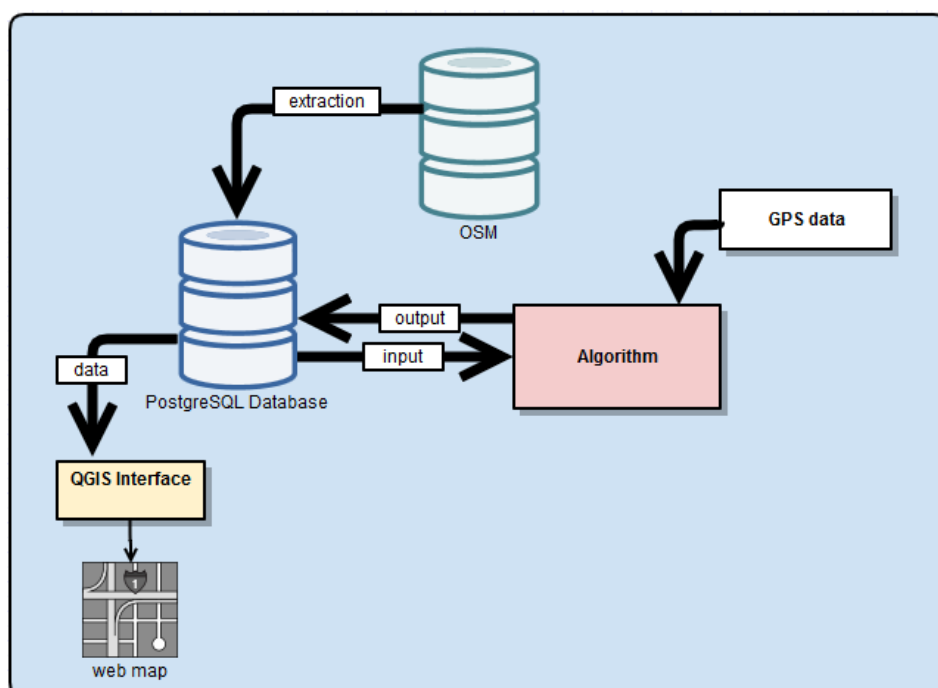 extraction
OSM
GPS data
output
Algorithm
input
data
PostgreSQL Database
QGIS Interface
1
web map